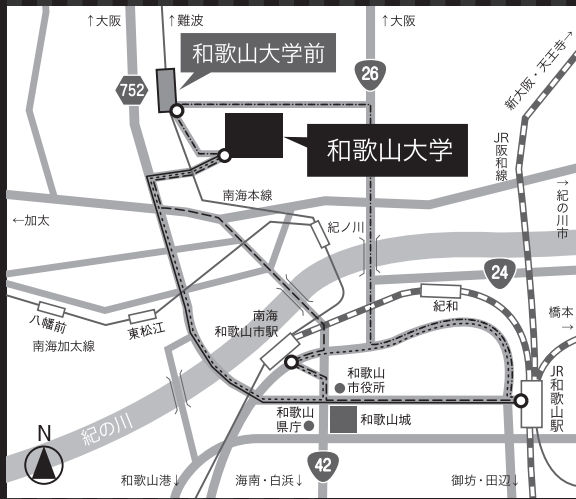 ↑大阪
↑難波
↑大阪
和歌山大学前
752
26
新大阪・天王寺→
和歌山大学
JR
阪和線
南海本線
→紀の川市
←加太
紀ノ川
24
紀和
八幡前
東松江
南海
和歌山市駅
橋本→
南海加太線
和歌山
市役所
JR
和歌山駅
和歌山
県庁
和歌山城
紀の川
N
42
和歌山港↓
海南・白浜↓
御坊・田辺↓